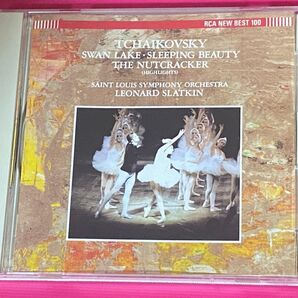 RCA NEW BEST 100
TCHAIKOVSKY
SWAN LAKE · SLEEPING BEAUTY
THE NUTCRACKER
(HIGHLIGHTS)
SAINT LOUIS SYMPHONY ORCHESTRA
LEONARD SLATKIN